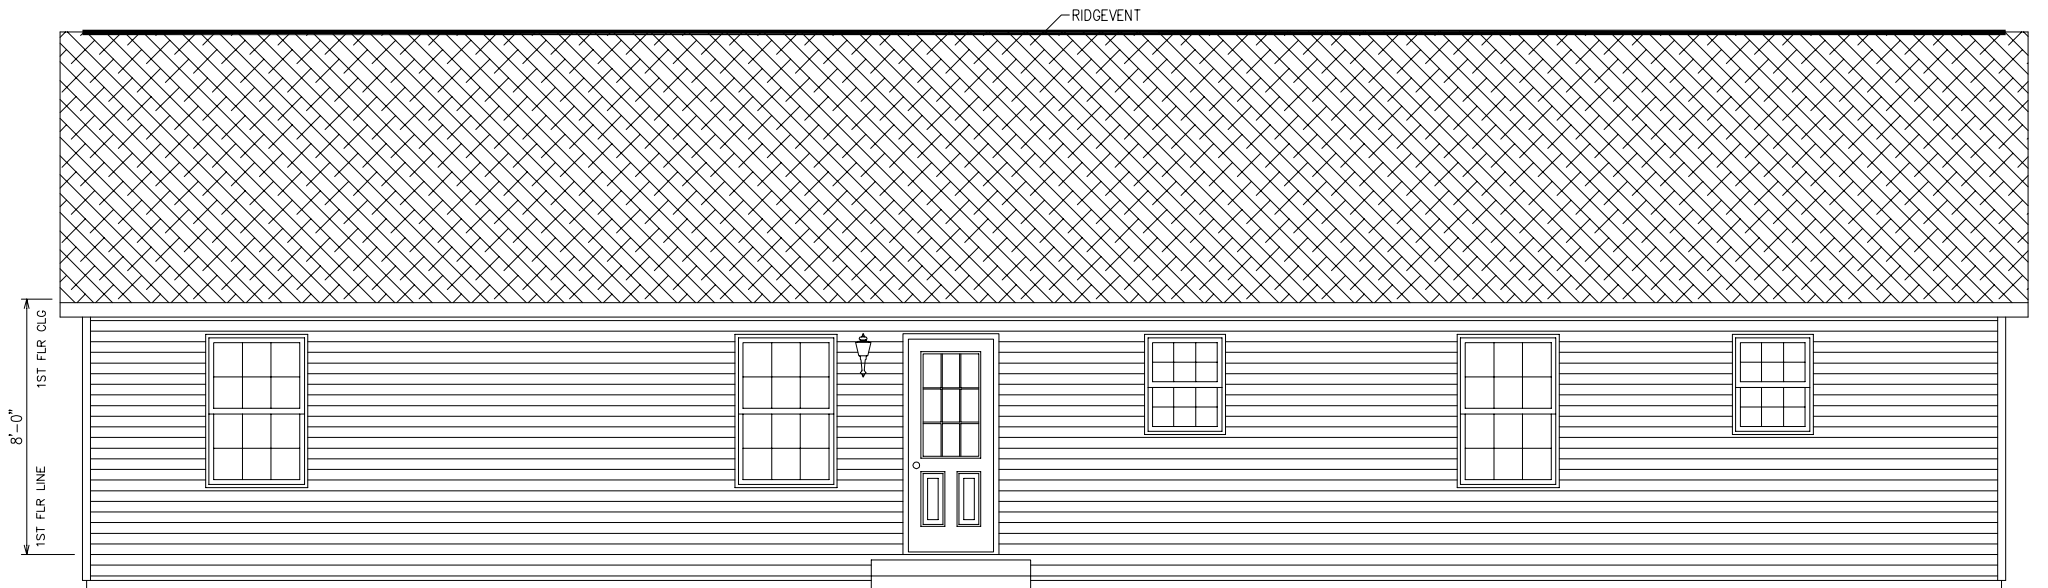 RIDGEVENT
1ST FLR CLG
8'-0"
1ST FLR LINE